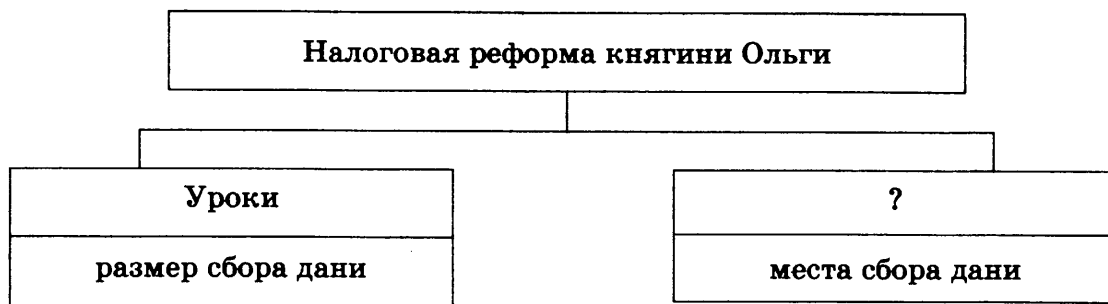 Налоговая реформа княгини Ольги
Уроки
размер сбора дани
?
места сбора дани